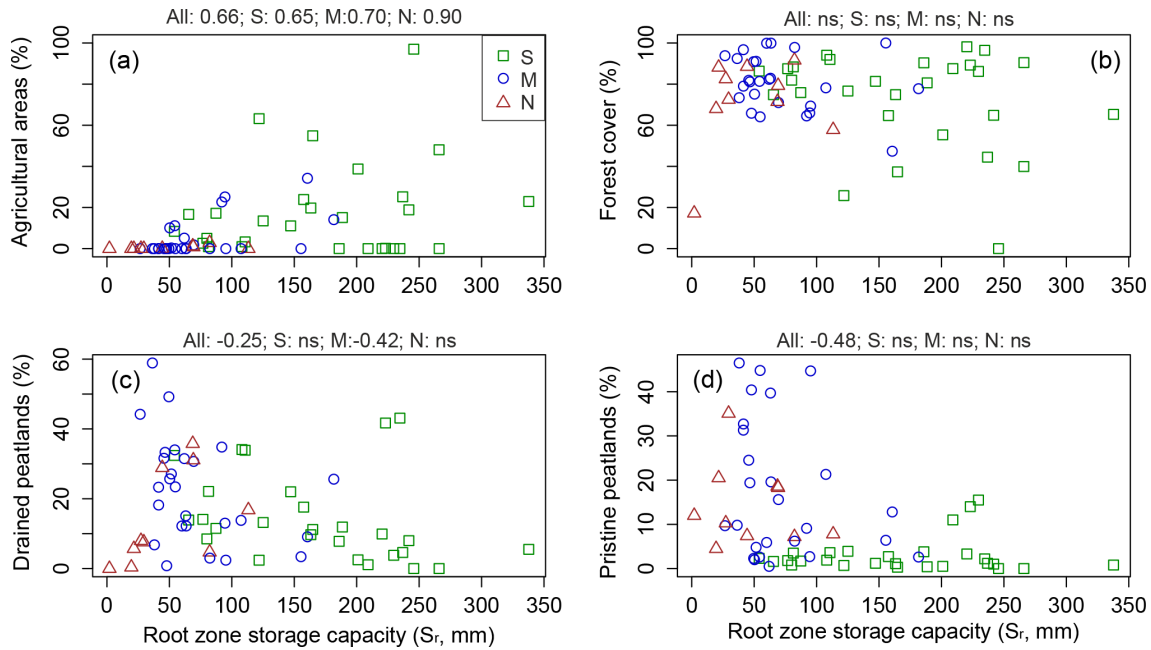 All: 0.66; S: 0.65; M:0.70; N: 0.90
(a)
S
M
N
Agricultural areas (%)
0 20 60 100
0 50 100 150 200 250 300 350
All: ns; S: ns; M: ns; N: ns
(b)
Forest cover (%)
0 20 60 100
0 50 100 150 200 250 300 350
All: -0.25; S: ns; M:-0.42; N: ns
(c)
Drained peatlands (%)
0 20 40 60
0 50 100 150 200 250 300 350
Root zone storage capacity (Sr, mm)
All: -0.48; S: ns; M: ns; N: ns
(d)
Pristine peatlands (%)
0 10 20 30 40
0 50 100 150 200 250 300 350
Root zone storage capacity (Sr, mm)